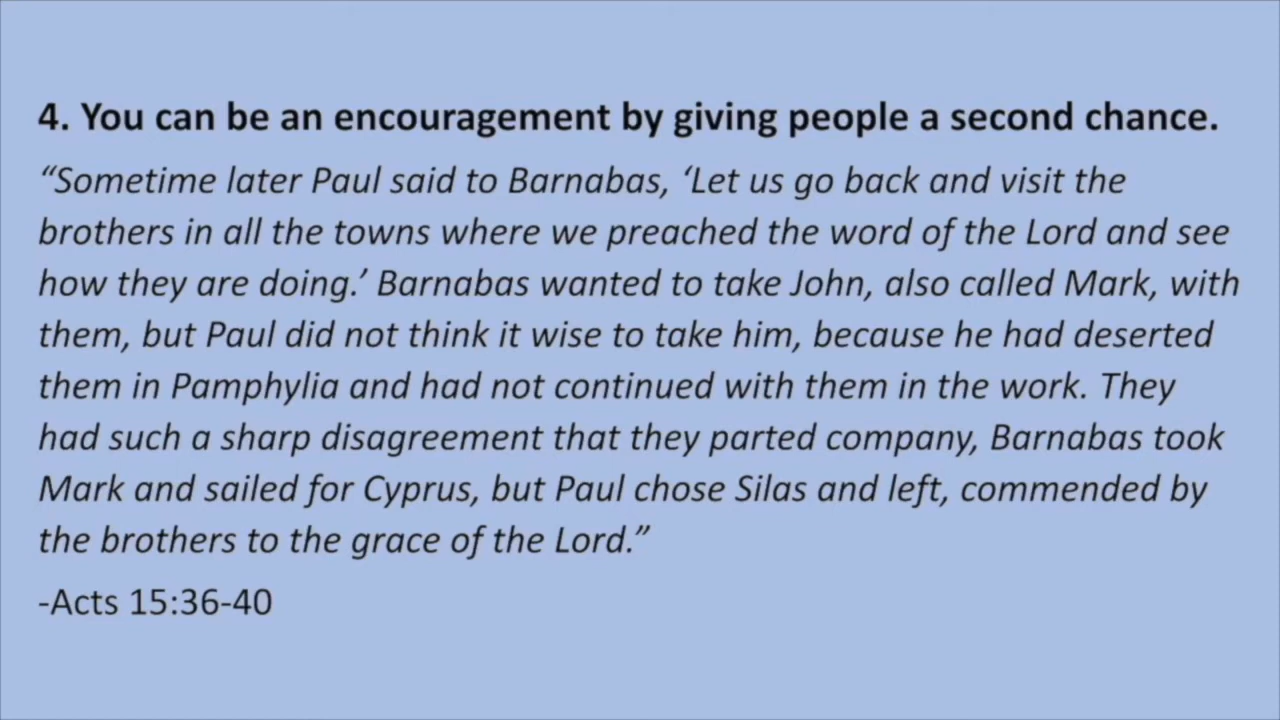 4. You can be an encouragement by giving people a second chance.
“Sometime later Paul said to Barnabas, ‘Let us go back and visit the
brothers in all the towns where we preached the word of the Lord and see
how they are doing.’ Barnabas wanted to take John, also called Mark, with
them, but Paul did not think it wise to take him, because he had deserted
them in Pamphylia and had not continued with them in the work. They
had such a sharp disagreement that they parted company, Barnabas took
Mark and sailed for Cyprus, but Paul chose Silas and left, commended by
the brothers to the grace of the Lord.”
-Acts 15:36-40